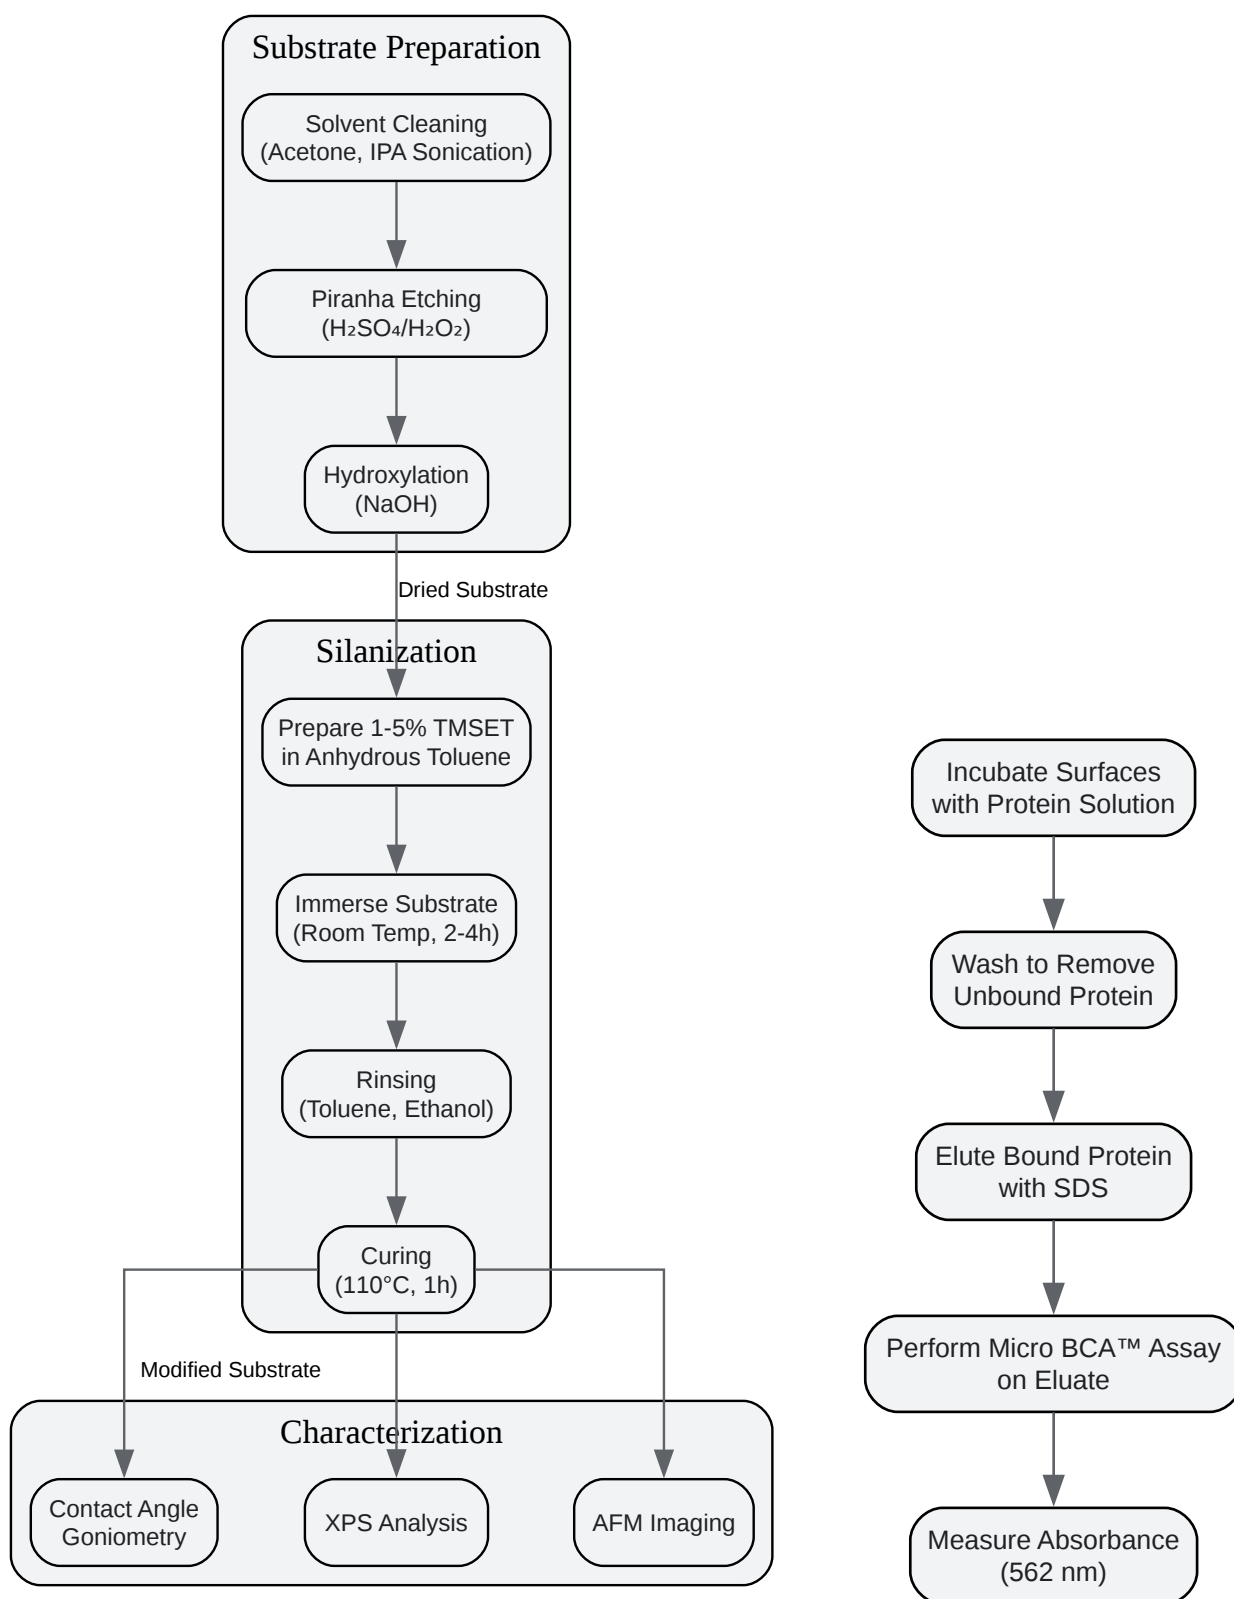 Substrate Preparation
Solvent Cleaning
(Acetone, IPA Sonication)
Piranha Etching
(H₂SO₄/H₂O₂)
Hydroxylation
(NaOH)
Dried Substrate
Silanization
Prepare 1-5% TMSET
in Anhydrous Toluene
Immerse Substrate
(Room Temp, 2-4h)
Rinsing
(Toluene, Ethanol)
Curing
(110°C, 1h)
Modified Substrate
Characterization
Contact Angle
Goniometry
XPS Analysis
AFM Imaging
Incubate Surfaces
with Protein Solution
Wash to Remove
Unbound Protein
Elute Bound Protein
with SDS
Perform Micro BCA™ Assay
on Eluate
Measure Absorbance
(562 nm)